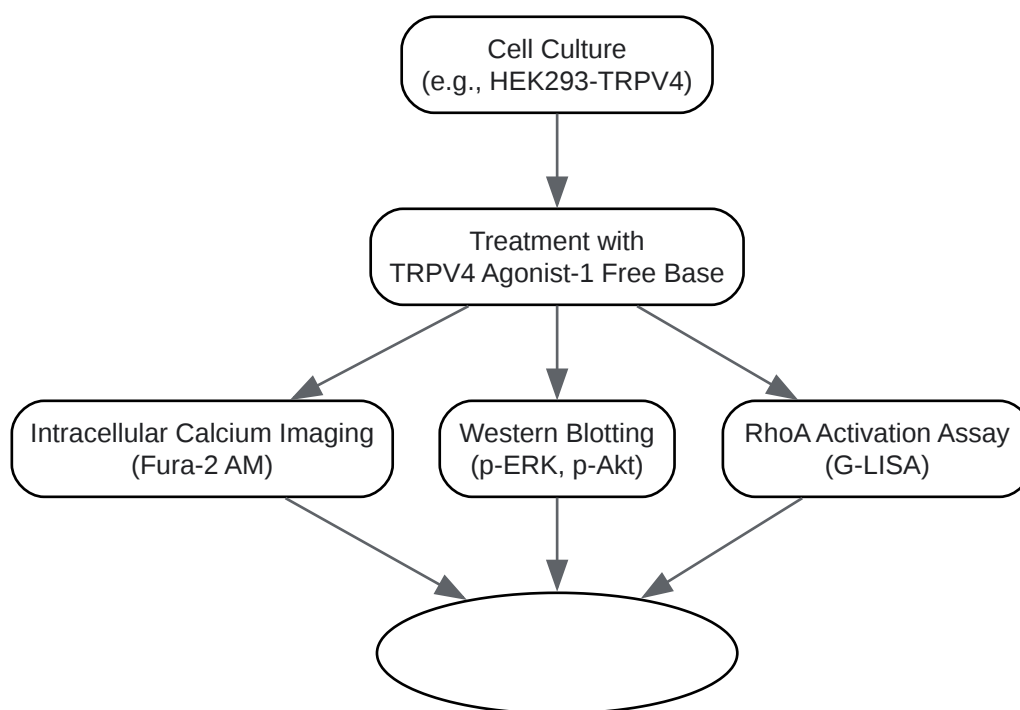 Cell Culture
(e.g., HEK293-TRPV4)
Treatment with
TRPV4 Agonist-1 Free Base
Intracellular Calcium Imaging
(Fura-2 AM)
Western Blotting
(p-ERK, p-Akt)
RhoA Activation Assay
(G-LISA)